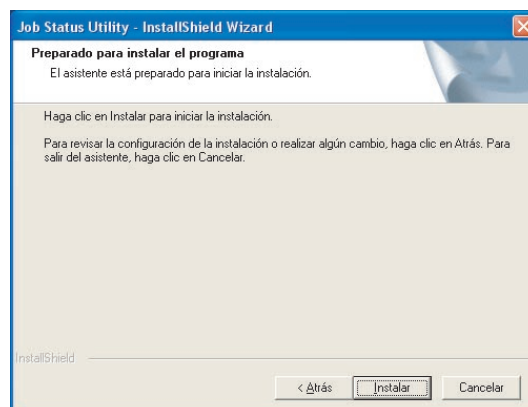 Job Status Utility - InstallShield Wizard
Preparado para instalar el programa
El asistente está preparado para iniciar la instalación.
Haga clic en Instalar para iniciar la instalación.
Para revisar la configuración de la instalación o realizar algún cambio, haga clic en Atrás. Para
salir del asistente, haga clic en Cancelar.
InstallShield
< Atrás Instalar Cancelar